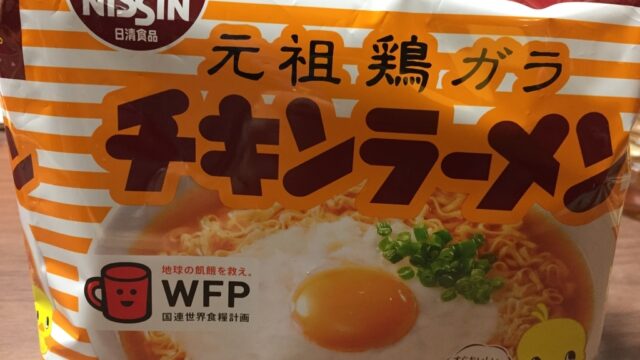 NISSIN
日清食品
元祖鶏ガラ
チキンラーメン
地球の飢餓を救え。
WFP
国連世界食糧計画